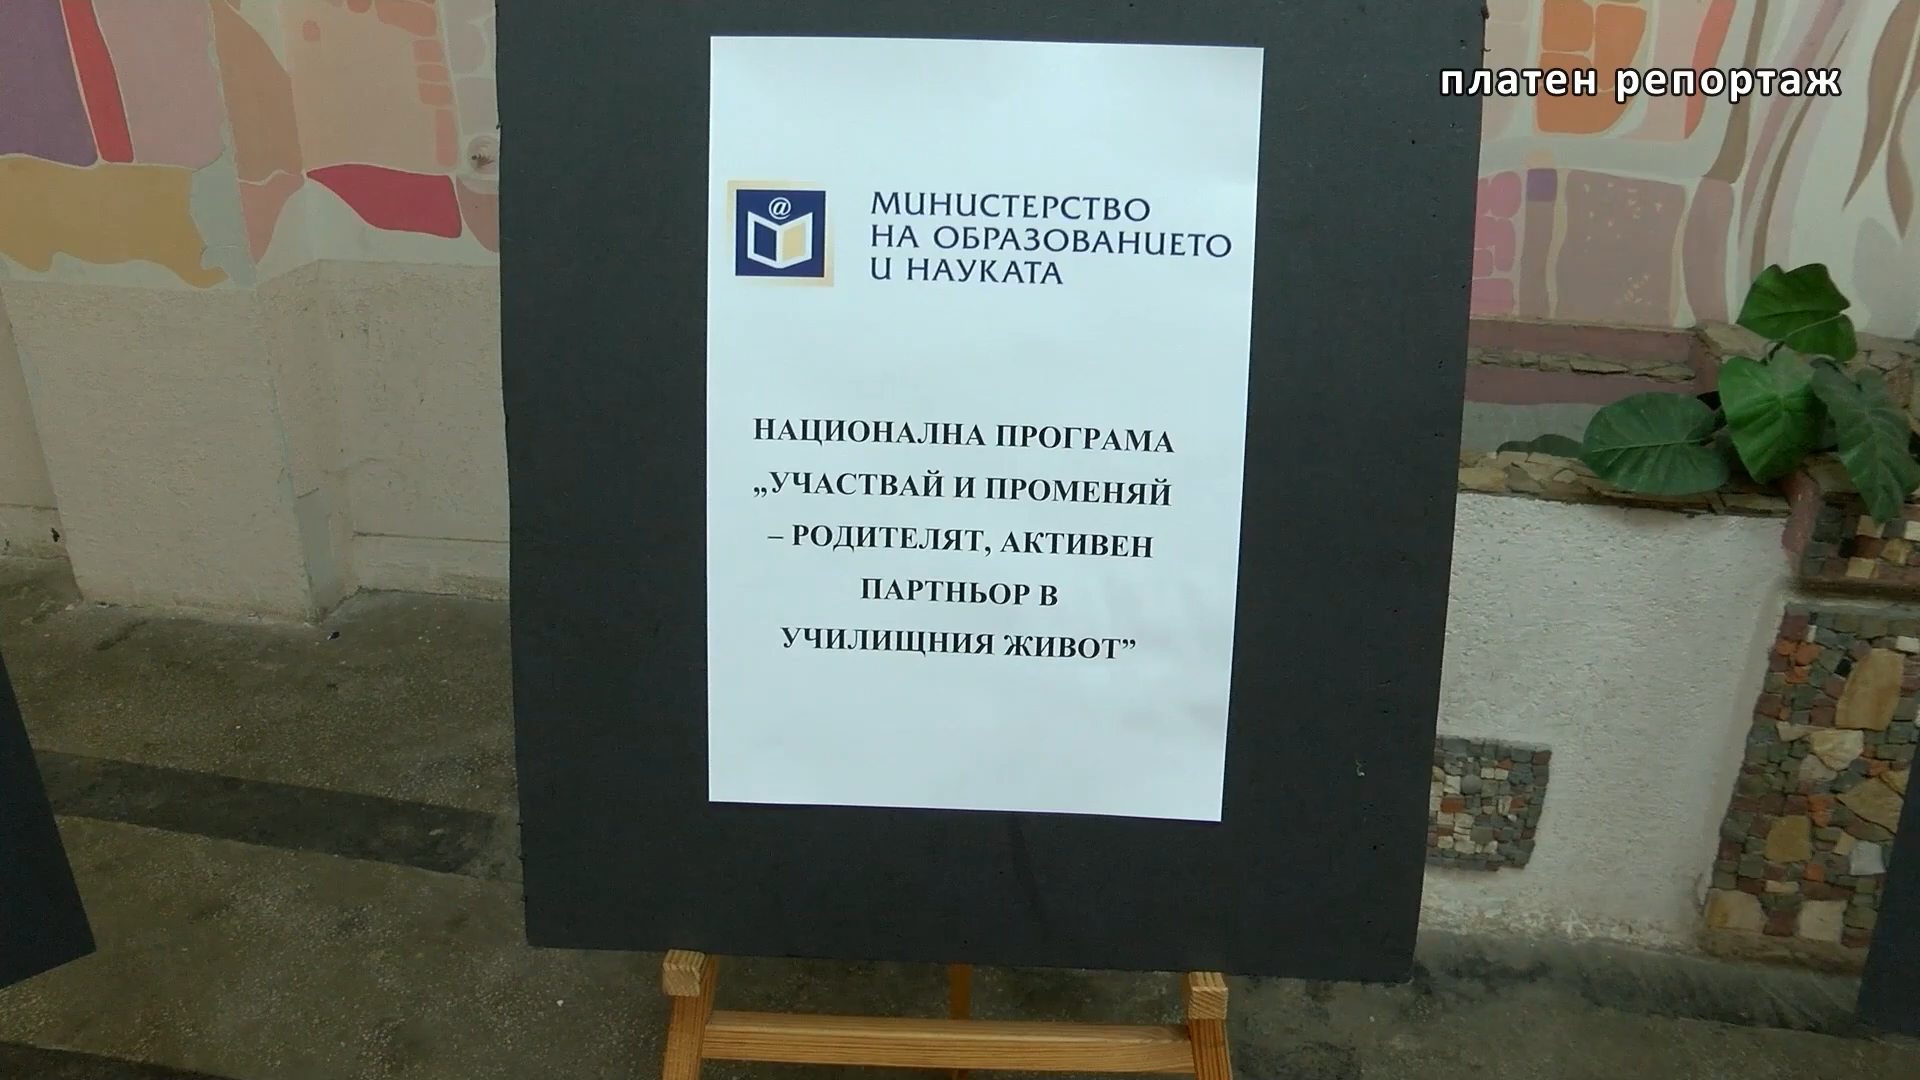 платен репортаж
@
МИНИСТЕРСТВО
НА ОБРАЗОВАНИЕТО
И НАУКАТА
НАЦИОНАЛНА ПРОГРАМА
„УЧАСТВАЙ И ПРОМЕНЯЙ
– РОДИТЕЛЯТ, АКТИВЕН
ПАРТНЬОР В
УЧИЛИЩНИЯ ЖИВОТ”